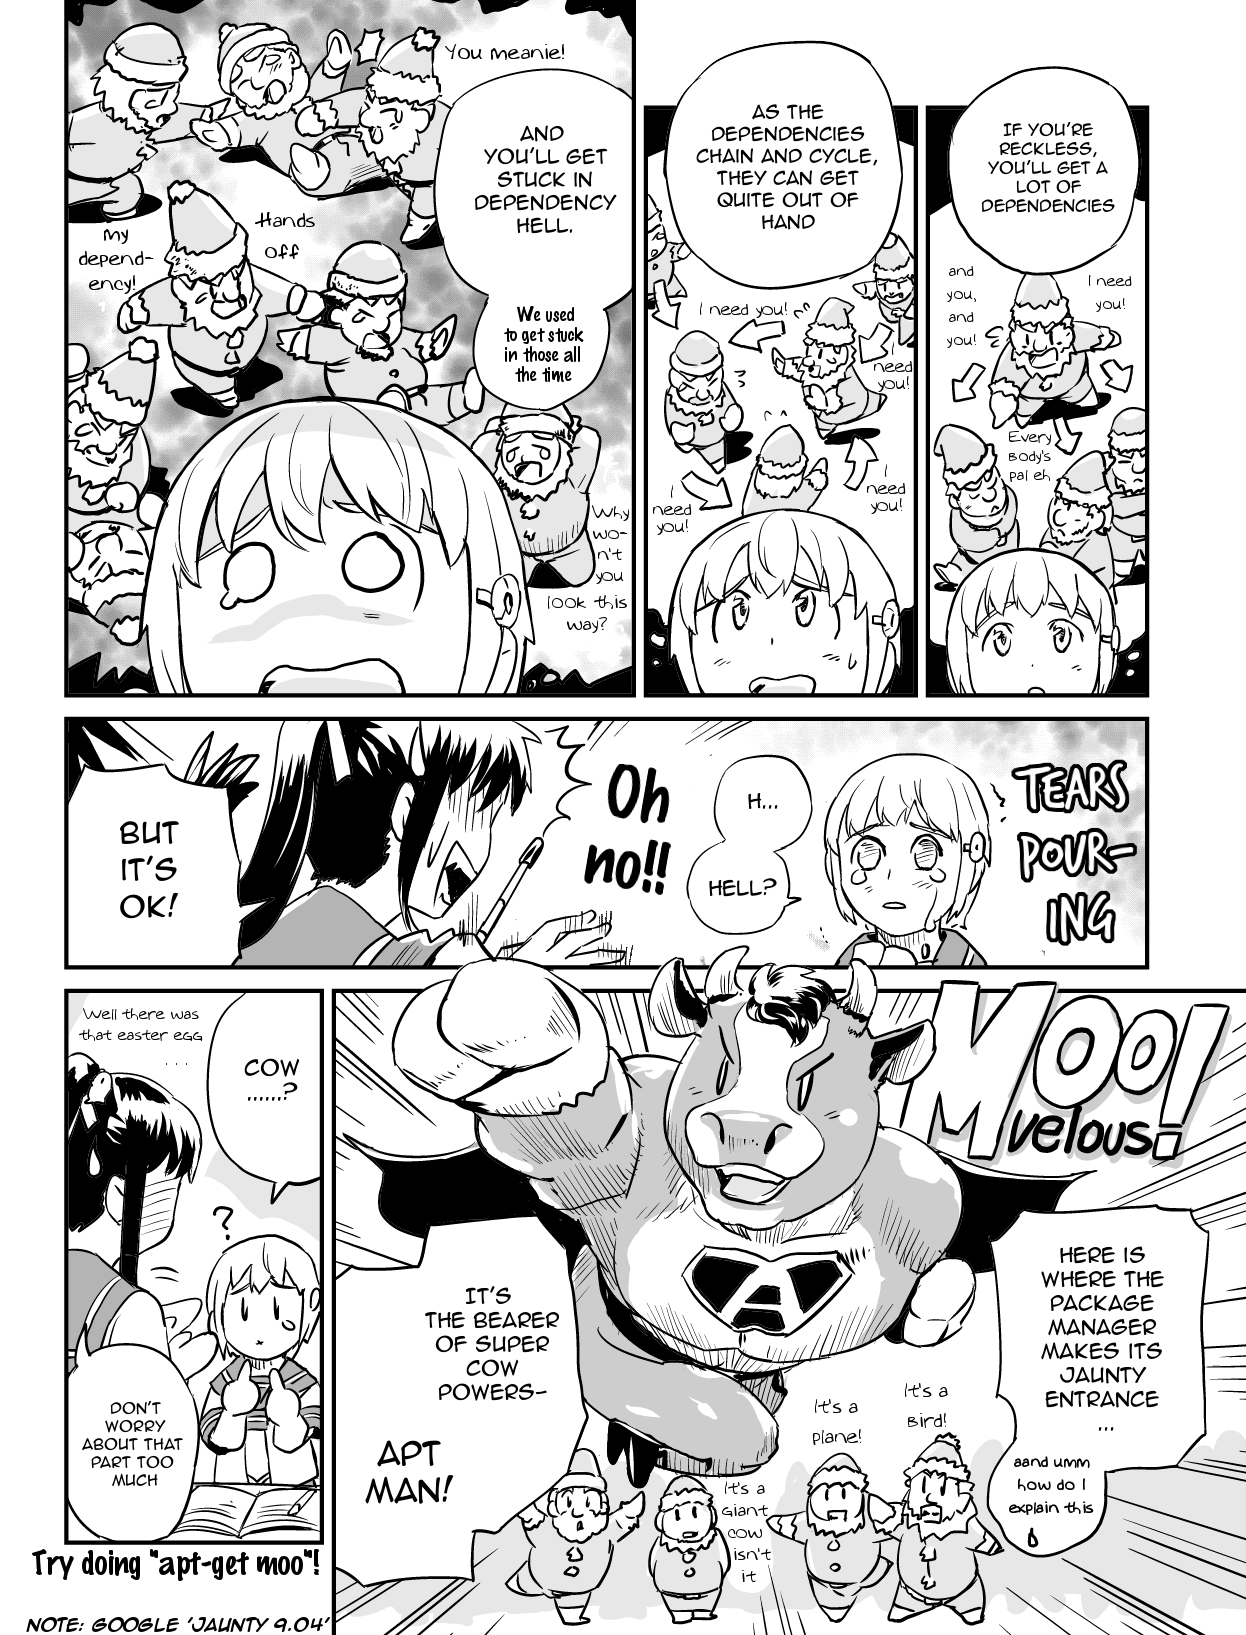 IF YOU'RE
RECKLESS,
YOU'LL GET A
LOT OF
DEPENDENCIES
I need
you!
and
you,
and
you!
Every
Body's
pal eh
AS THE
DEPENDENCIES
CHAIN AND CYCLE,
THEY CAN GET
QUITE OUT OF
HAND
I need you!
I
need
you!
I
need
you!
I
need
you!
You meanie!
AND
YOU'LL GET
STUCK IN
DEPENDENCY
HELL.
Hands
off
My
depend-
ency!
We used
to get stuck
in those all
the time
Why
wo-
n't
you
look this
way?
TEARS
POUR-
ING
H...
HELL?
Oh
no!!
BUT
IT'S
OK!
MOO!
velous!
HERE IS
WHERE THE
PACKAGE
MANAGER
MAKES ITS
JAUNTY
ENTRANCE
...
aand umm
how do I
explain this
IT'S
THE BEARER
OF SUPER
COW
POWERS-
APT
MAN!
It's a
Bird!
It's a
plane!
It's a
Giant
cow
isn't
it
Well there was
that easter egg
...
COW
......?
?
DON'T
WORRY
ABOUT THAT
PART TOO
MUCH
Try doing "apt-get moo"!
NOTE: GOOGLE 'JAUNTY 9.04'
A